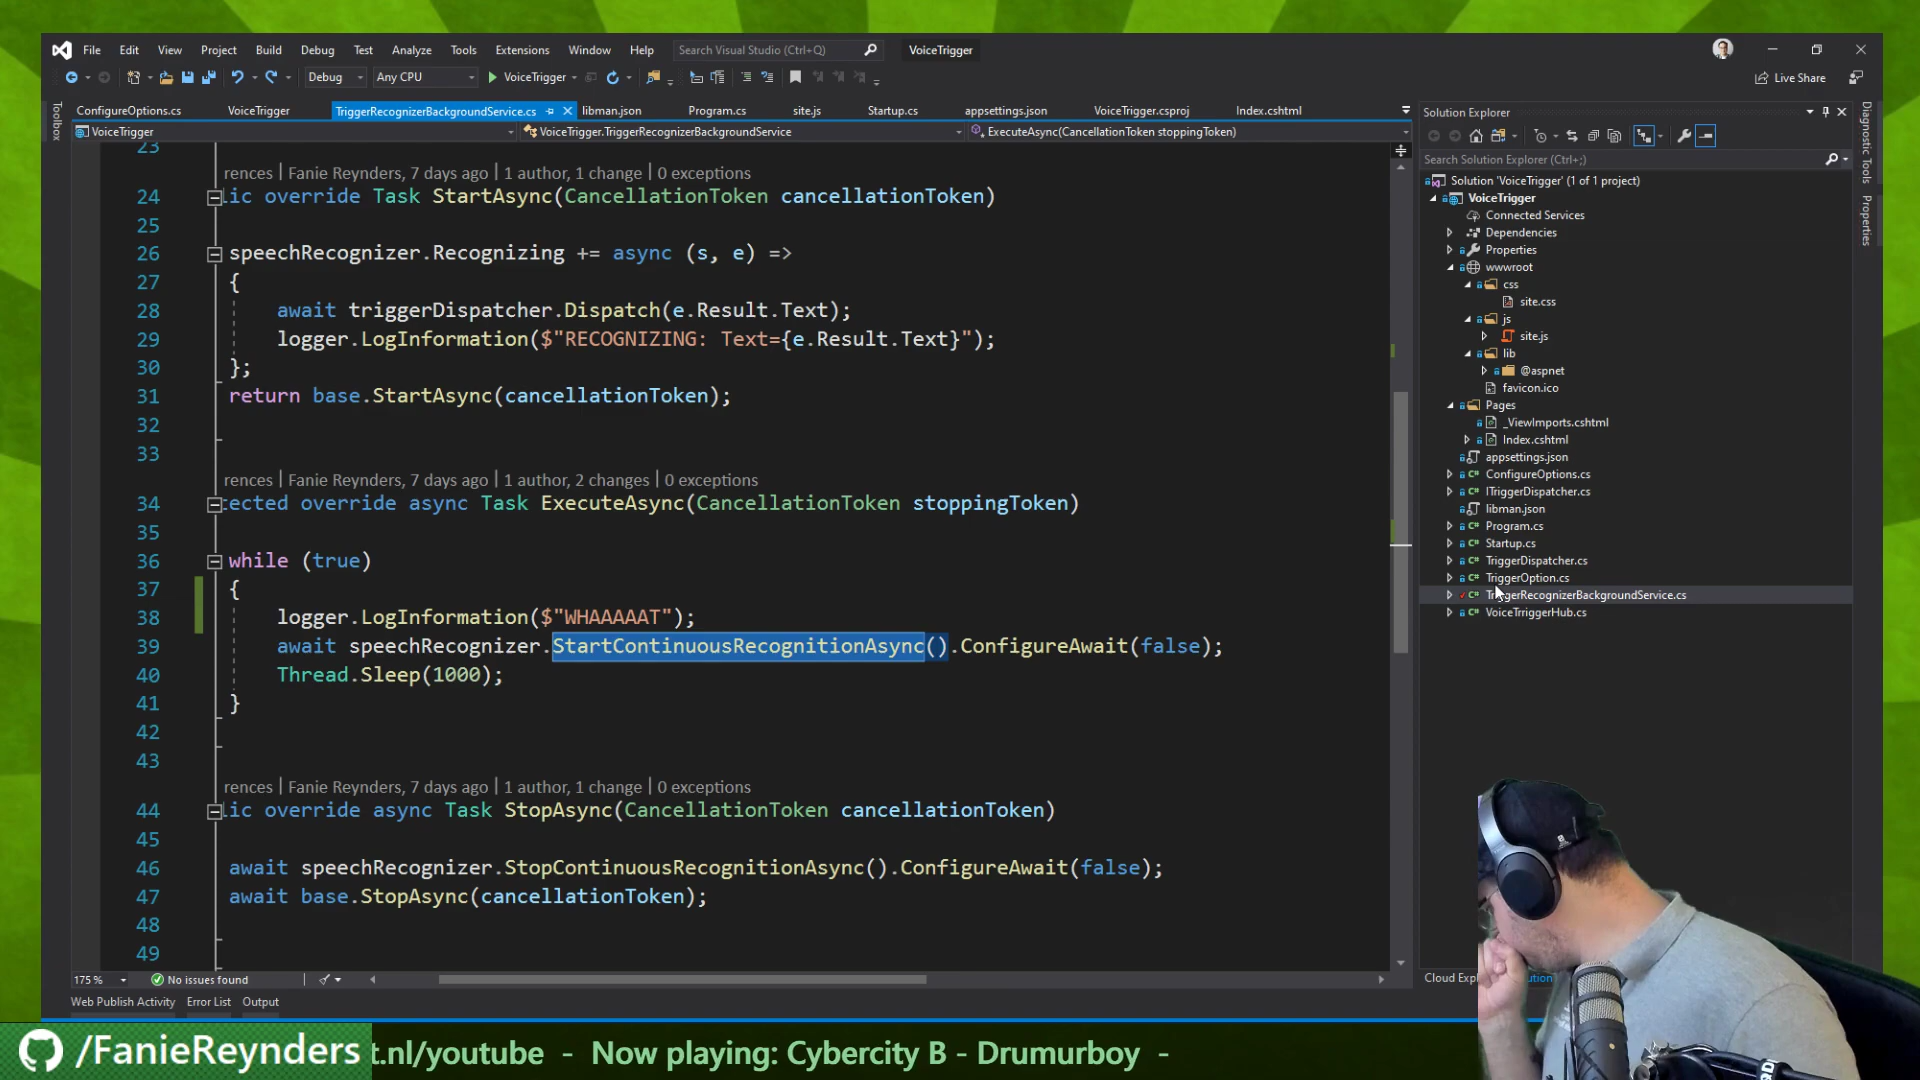 File Edit View Project Build Debug Test Analyze Tools Extensions Window Help Search Visual Studio (Ctrl+Q) VoiceTrigger
Debug Any CPU VoiceTrigger Live Share
ConfigureOptions.cs VoiceTrigger TriggerRecognizerBackgroundService.cs libman.json Program.cs site.js Startup.cs appsettings.json VoiceTrigger.csproj Index.cshtml
VoiceTrigger VoiceTrigger.TriggerRecognizerBackgroundService ExecuteAsync(CancellationToken stoppingToken)
Toolbox
23
rences | Fanie Reynders, 7 days ago | 1 author, 1 change | 0 exceptions
24 lic override Task StartAsync(CancellationToken cancellationToken)
25
26 speechRecognizer.Recognizing += async (s, e) =>
27 {
28 await triggerDispatcher.Dispatch(e.Result.Text);
29 logger.LogInformation($"RECOGNIZING: Text={e.Result.Text}");
30 };
31 return base.StartAsync(cancellationToken);
32
33
rences | Fanie Reynders, 7 days ago | 1 author, 2 changes | 0 exceptions
34 tected override async Task ExecuteAsync(CancellationToken stoppingToken)
35
36 while (true)
37 {
38 logger.LogInformation($"WHAAAAAT");
39 await speechRecognizer.StartContinuousRecognitionAsync().ConfigureAwait(false);
40 Thread.Sleep(1000);
41 }
42
43
rences | Fanie Reynders, 7 days ago | 1 author, 1 change | 0 exceptions
44 lic override async Task StopAsync(CancellationToken cancellationToken)
45
46 await speechRecognizer.StopContinuousRecognitionAsync().ConfigureAwait(false);
47 await base.StopAsync(cancellationToken);
48
49
175 % No issues found
Web Publish Activity Error List Output
Solution Explorer
Search Solution Explorer (Ctrl+;)
Solution 'VoiceTrigger' (1 of 1 project)
VoiceTrigger
Connected Services
Dependencies
Properties
wwwroot
css
site.css
js
site.js
lib
@aspnet
favicon.ico
Pages
_ViewImports.cshtml
Index.cshtml
appsettings.json
C# ConfigureOptions.cs
C# ITriggerDispatcher.cs
libman.json
C# Program.cs
C# Startup.cs
C# TriggerDispatcher.cs
C# TriggerOption.cs
C# TriggerRecognizerBackgroundService.cs
C# VoiceTrriggerHub.cs
Cloud Exp ution
Diagnostic Tools
Properties
/FanieReynders t.nl/youtube - Now playing: Cybercity B - Drumurboy -